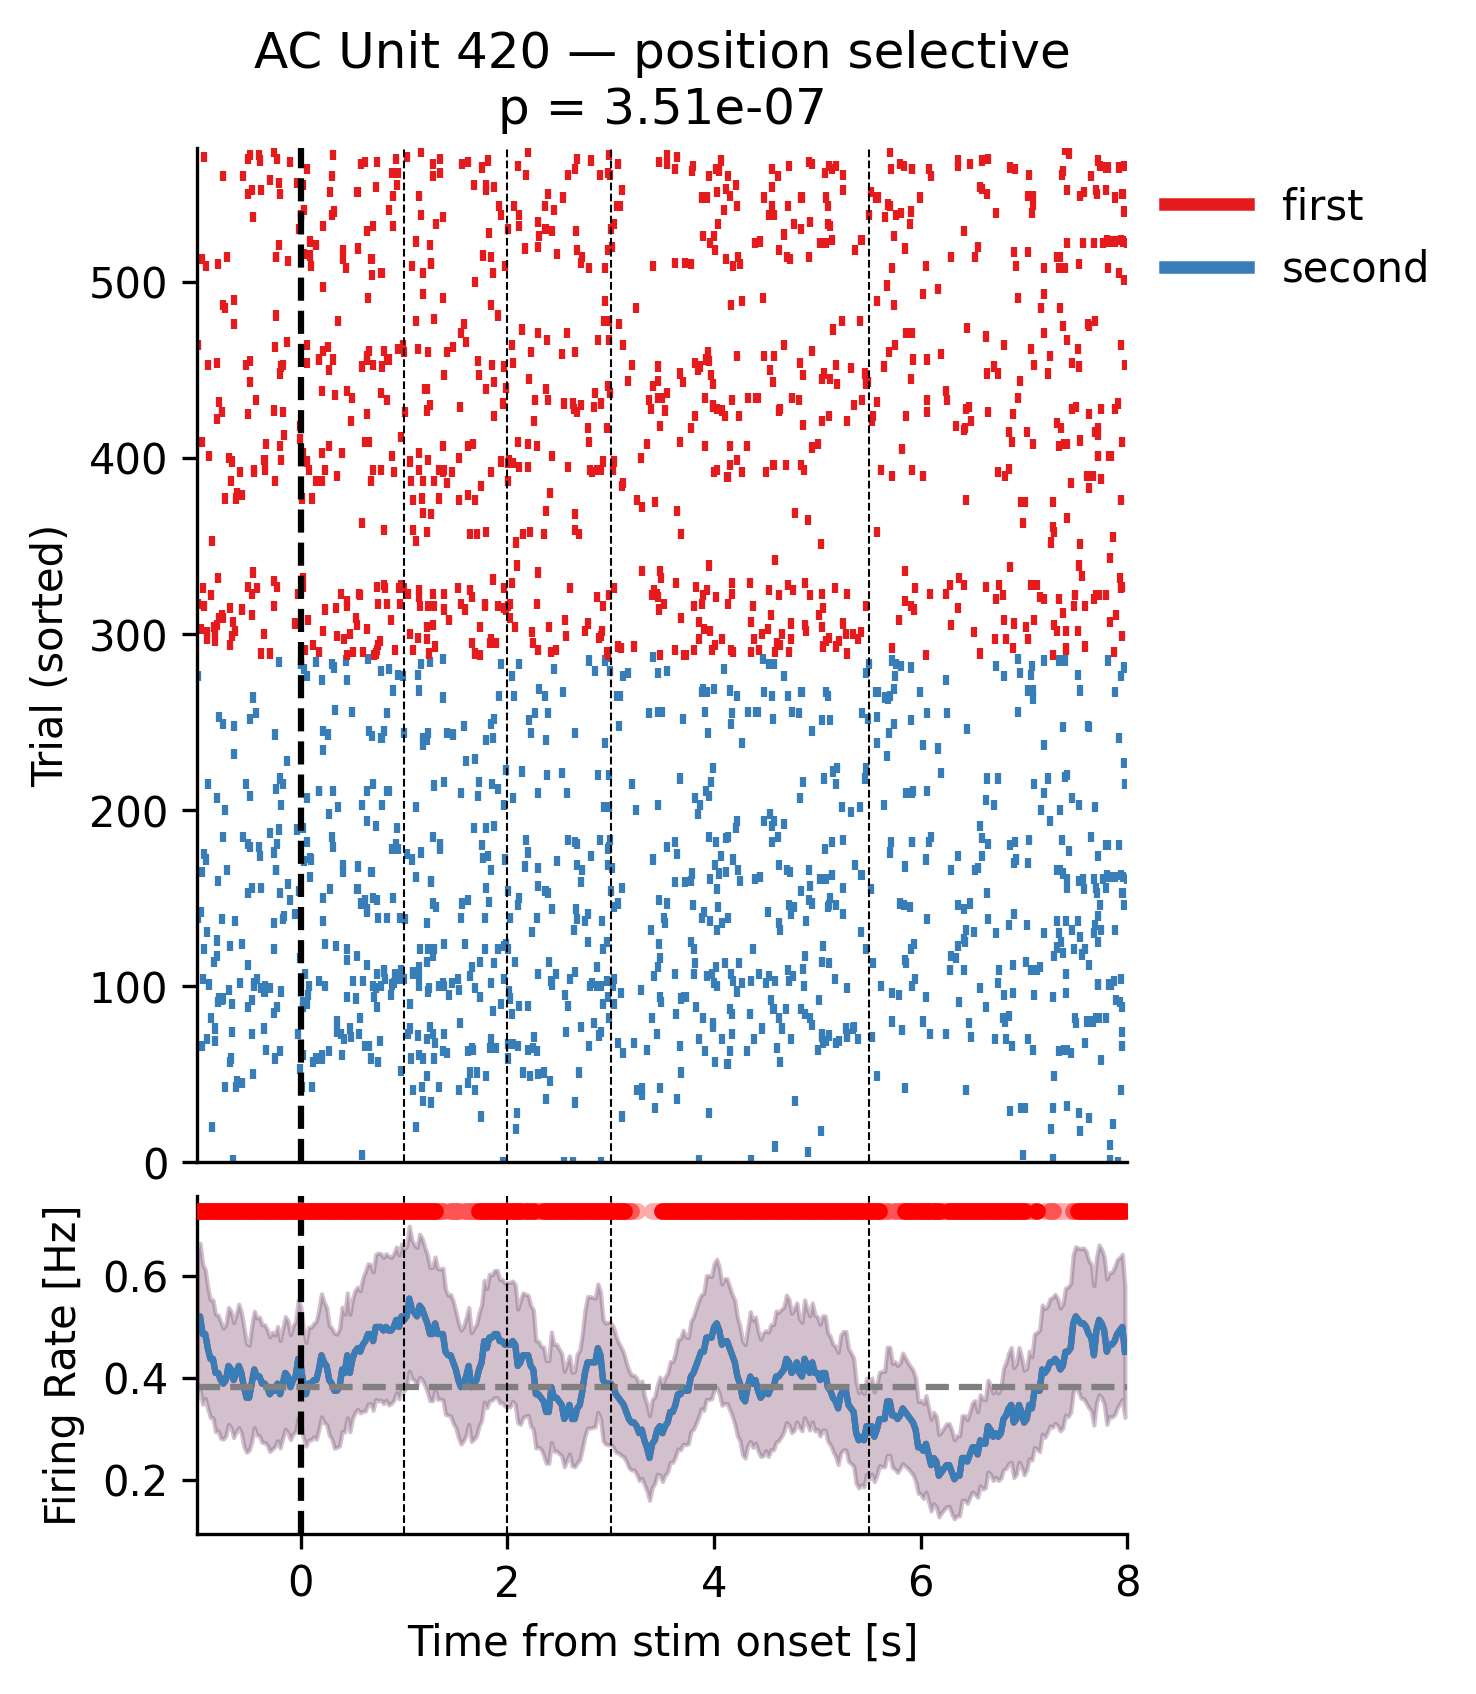 AC Unit 420 — position selective
p = 3.51e-07
first
second
Trial (sorted)
500
400
300
200
100
0
Firing Rate [Hz]
0.6
0.4
0.2
0 2 4 6 8
Time from stim onset [s]